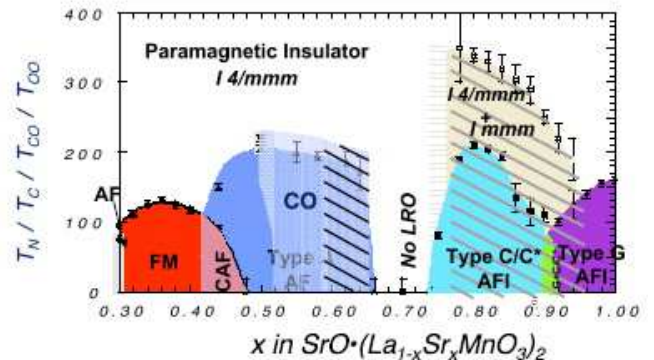 400
300
200
100
0
T_N / T_C / T_CO / T_OO
Paramagnetic Insulator
I 4/mmm
I 4/mmm
+
I mmm
AF
FM
CAF
CO
Type
AF
No LRO
Type C/C*
AFI
Type G
AFI
0.30 0.40 0.50 0.60 0.70 0.80 0.90 1.00
x in SrO•(La1-xSrxMnO3)2